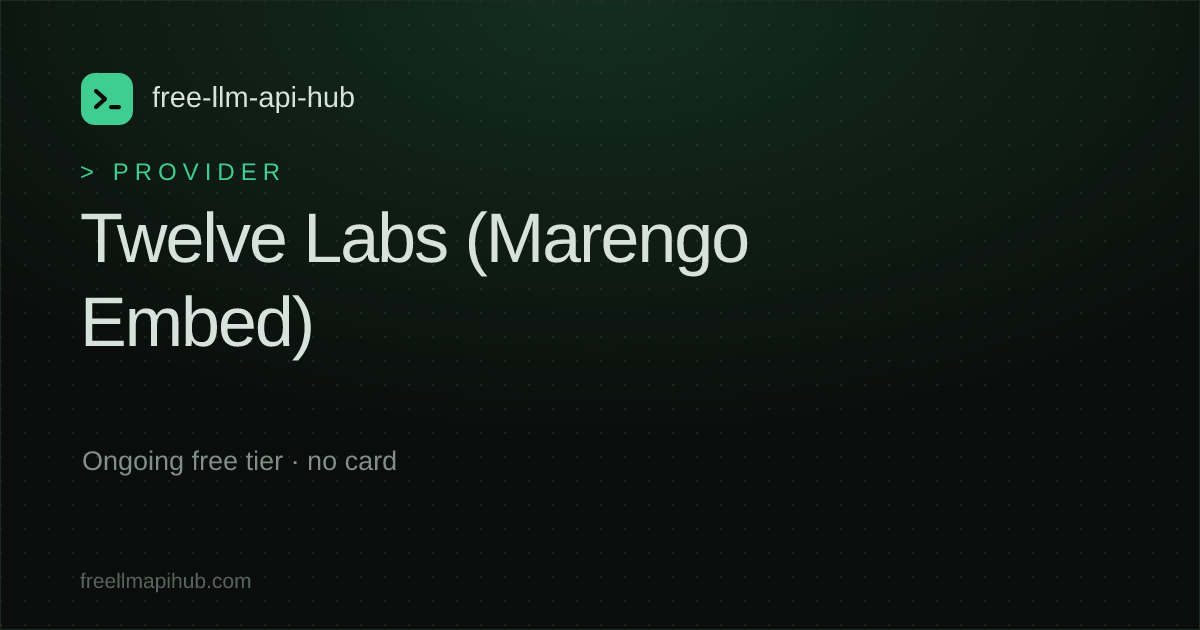 free-llm-api-hub
> PROVIDER
Twelve Labs (Marengo
Embed)
Ongoing free tier · no card
freellmapihub.com